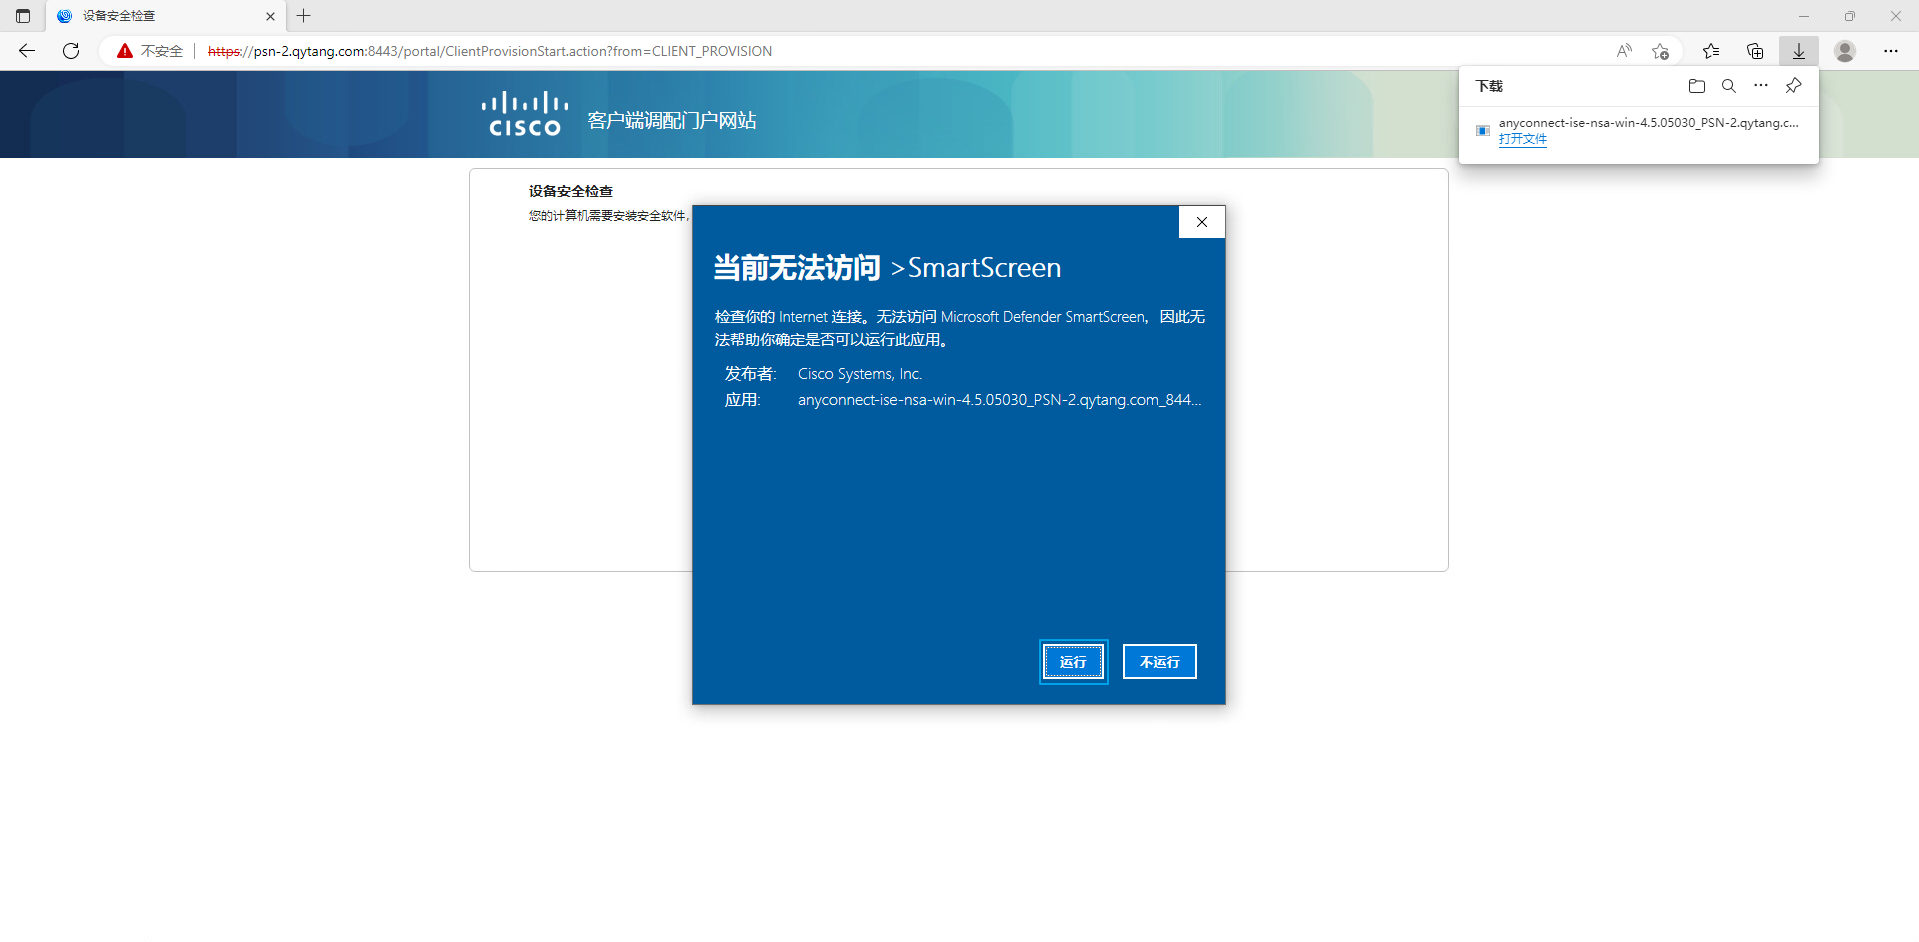 设备安全检查
不安全
https://psn-2.qytang.com:8443/portal/ClientProvisionStart.action?from=CLIENT_PROVISION
下载
anyconnect-ise-nsa-win-4.5.05030_PSN-2.qytang.c...
打开文件
CISCO
客户端调配门户网站
设备安全检查
您的计算机需要安装安全软件，
当前无法访问 >SmartScreen
检查你的 Internet 连接。无法访问 Microsoft Defender SmartScreen，因此无
法帮助你确定是否可以运行此应用。
发布者: Cisco Systems, Inc.
应用: anyconnect-ise-nsa-win-4.5.05030_PSN-2.qytang.com_844...
运行 不运行